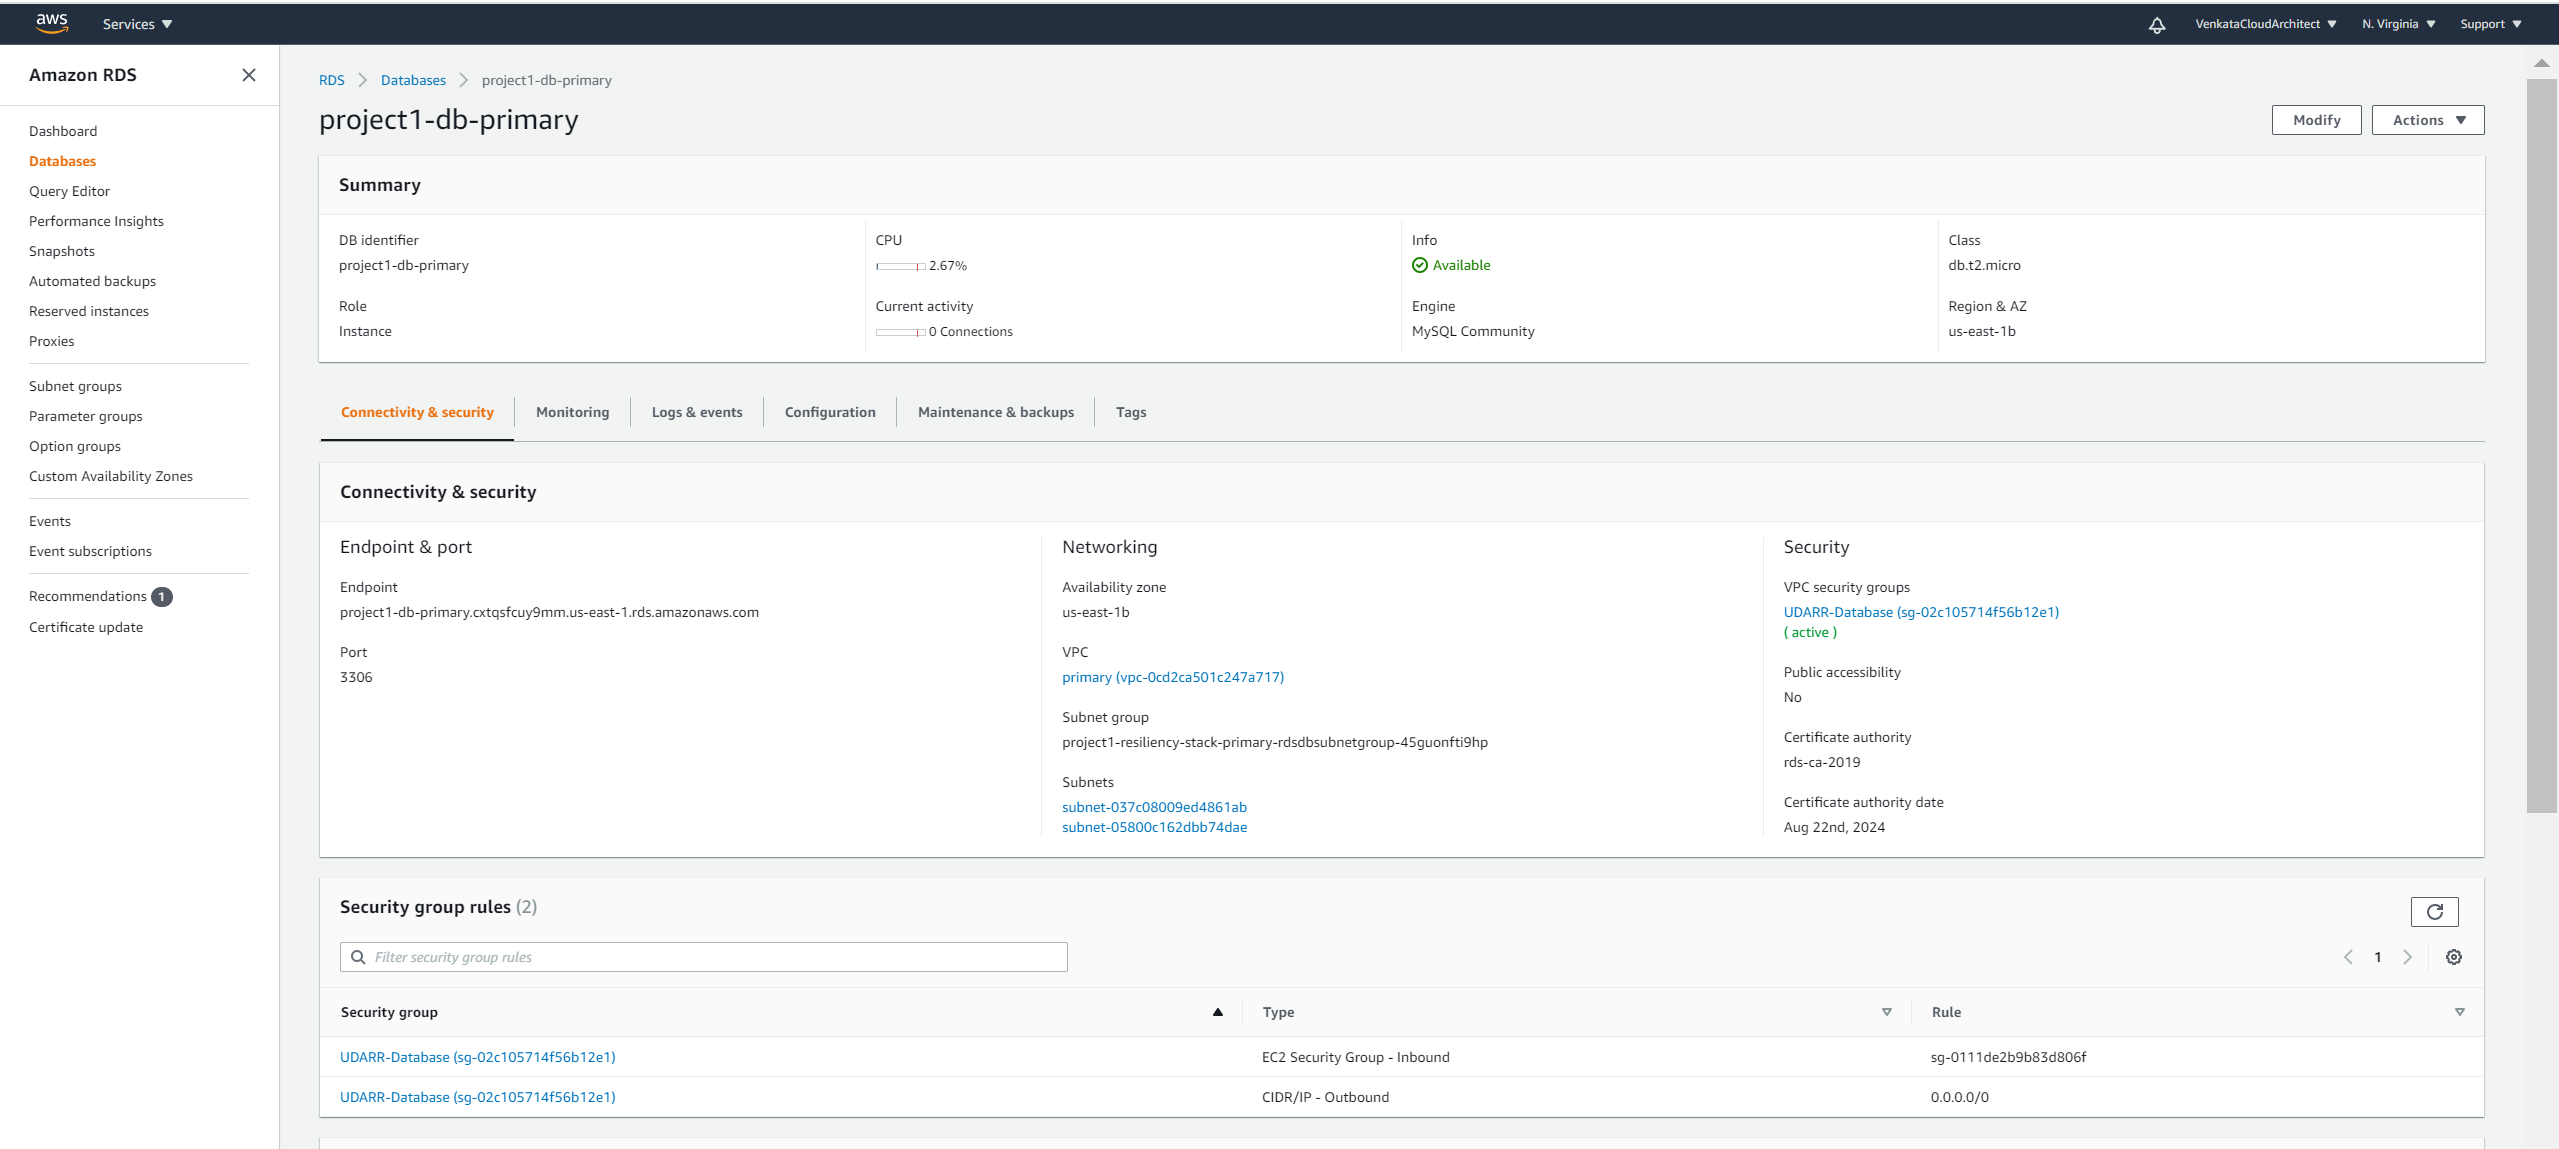 aws Services VenkataCloudArchitect N. Virginia Support
Amazon RDS
Dashboard
Databases
Query Editor
Performance Insights
Snapshots
Automated backups
Reserved instances
Proxies
Subnet groups
Parameter groups
Option groups
Custom Availability Zones
Events
Event subscriptions
Recommendations 1
Certificate update
RDS Databases project1-db-primary
project1-db-primary
Modify Actions
Summary
DB identifier
project1-db-primary
Role
Instance
CPU
2.67%
Current activity
0 Connections
Info
Available
Engine
MySQL Community
Class
db.t2.micro
Region & AZ
us-east-1b
Connectivity & security Monitoring Logs & events Configuration Maintenance & backups Tags
Connectivity & security
Endpoint & port
Endpoint
project1-db-primary.cxtqsfcuy9mm.us-east-1.rds.amazonaws.com
Port
3306
Networking
Availability zone
us-east-1b
VPC
primary (vpc-0cd2ca501c247a717)
Subnet group
project1-resiliency-stack-primary-rdsdbsubnetgroup-45guonfti9hp
Subnets
subnet-037c08009ed4861ab
subnet-05800c162dbb74dae
Security
VPC security groups
UDARR-Database (sg-02c105714f56b12e1)
( active )
Public accessibility
No
Certificate authority
rds-ca-2019
Certificate authority date
Aug 22nd, 2024
Security group rules (2)
Filter security group rules
1
Security group Type Rule
UDARR-Database (sg-02c105714f56b12e1) EC2 Security Group - Inbound sg-0111de2b9b83d806f
UDARR-Database (sg-02c105714f56b12e1) CIDR/IP - Outbound 0.0.0.0/0